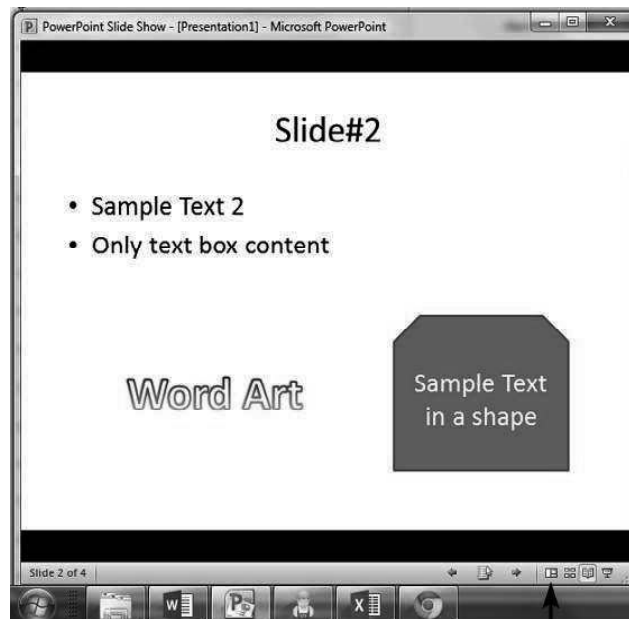 PowerPoint Slide Show - [Presentation1] - Microsoft PowerPoint
Slide#2
• Sample Text 2
• Only text box content
Word Art
Sample Text
in a shape
Slide 2 of 4